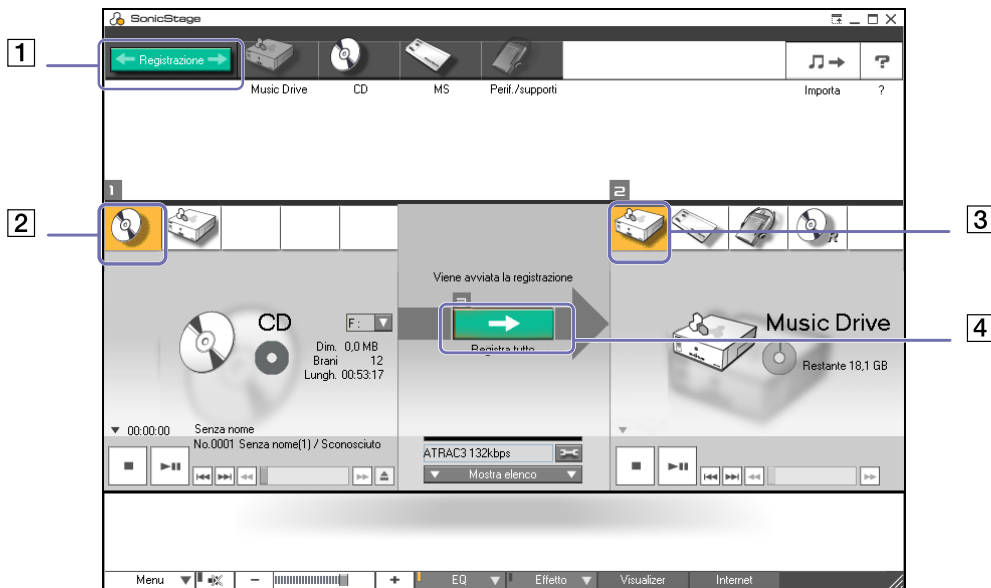 SonicStage
1
Registrazione
Music Drive
CD
MS
Perif./supporti
Importa
?
1
2
2
3
Viene avviata la registrazione
CD
F:
Dim. 0,0 MB
Brani 12
Lungh. 00:53:17
Registra tutto
4
Music Drive
Restante 18,1 GB
00:00:00
Senza nome
No.0001 Senza nome(1) / Sconosciuto
ATRAC3 132kbps
Mostra elenco
Menu
EQ
Effetto
Visualizer
Internet